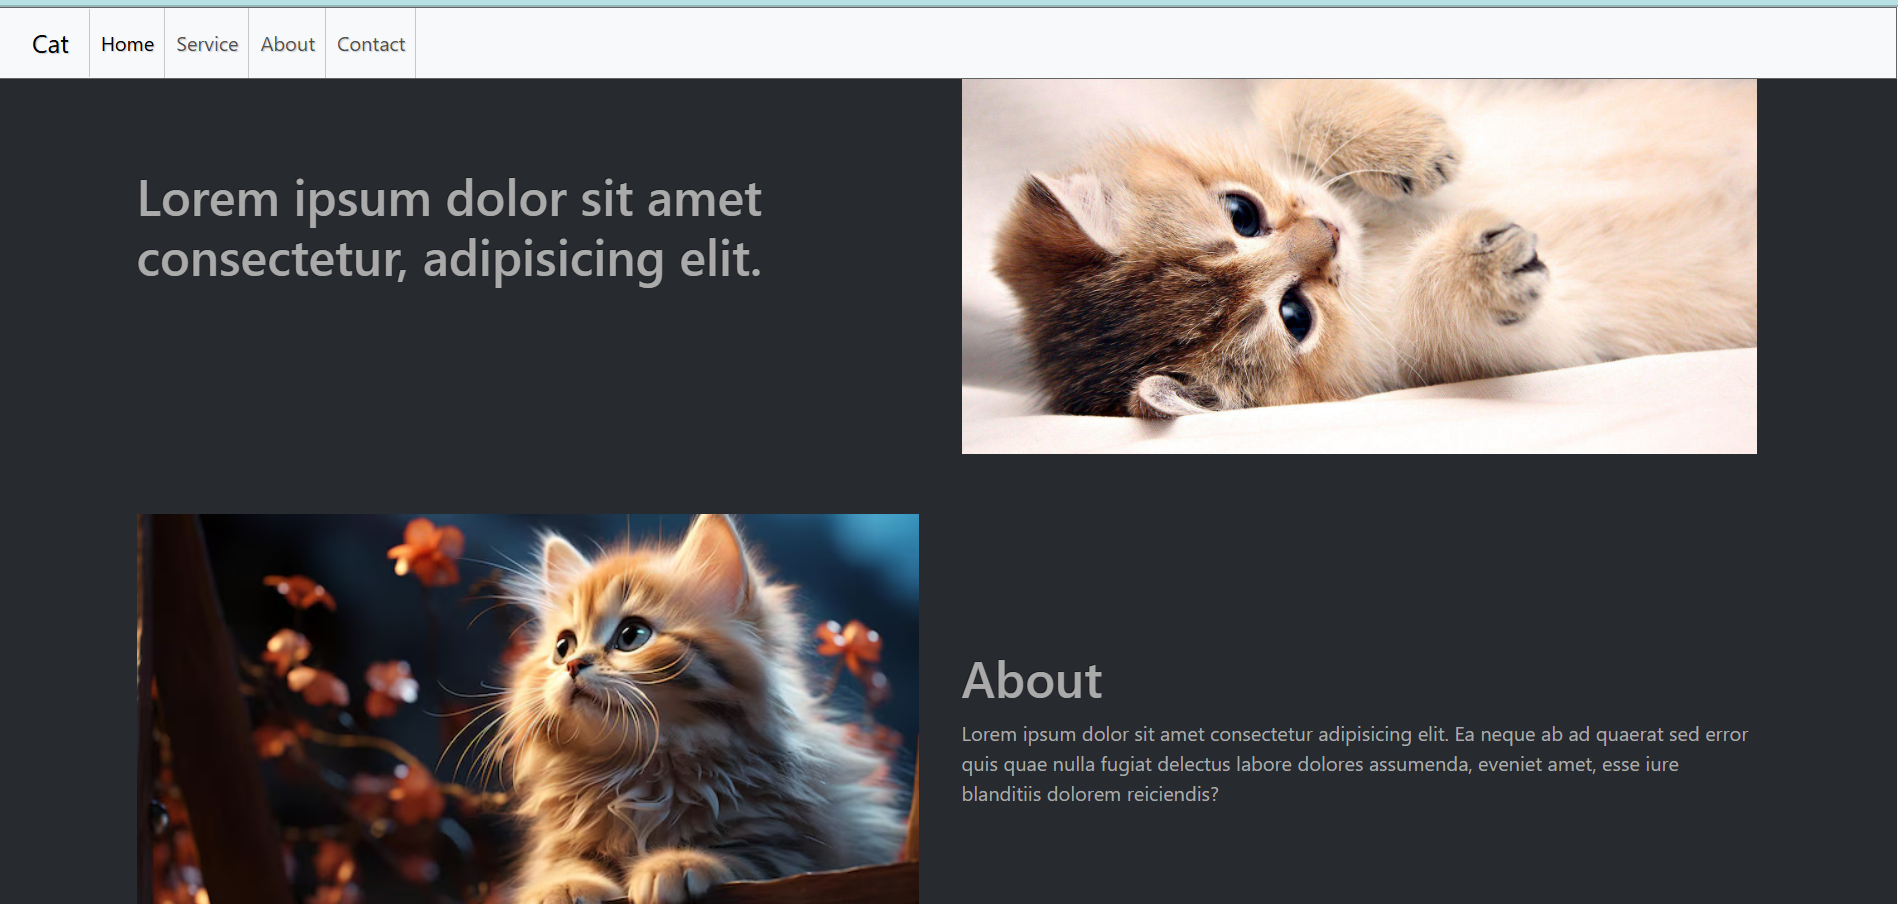 Cat Home Service About Contact
Lorem ipsum dolor sit amet
consectetur, adipisicing elit.
About
Lorem ipsum dolor sit amet consectetur adipisicing elit. Ea neque ab ad quaerat sed error
quis quae nulla fugiat delectus labore dolores assumenda, eveniet amet, esse iure
blanditiis dolorem reiciendis?